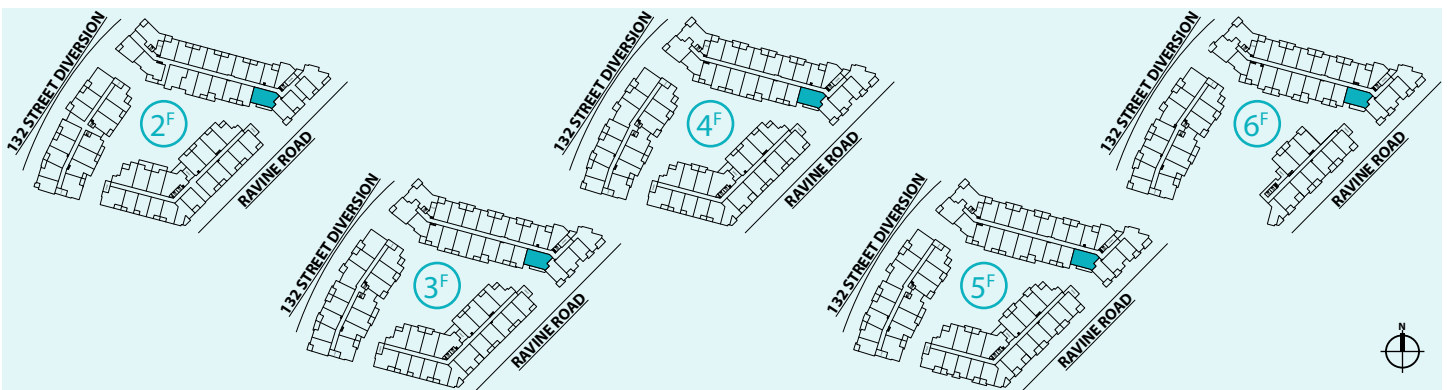 132 STREET DIVERSION
2F
RAVINE ROAD
132 STREET DIVERSION
3F
RAVINE ROAD
132 STREET DIVERSION
4F
RAVINE ROAD
132 STREET DIVERSION
5F
RAVINE ROAD
132 STREET DIVERSION
6F
RAVINE ROAD
N